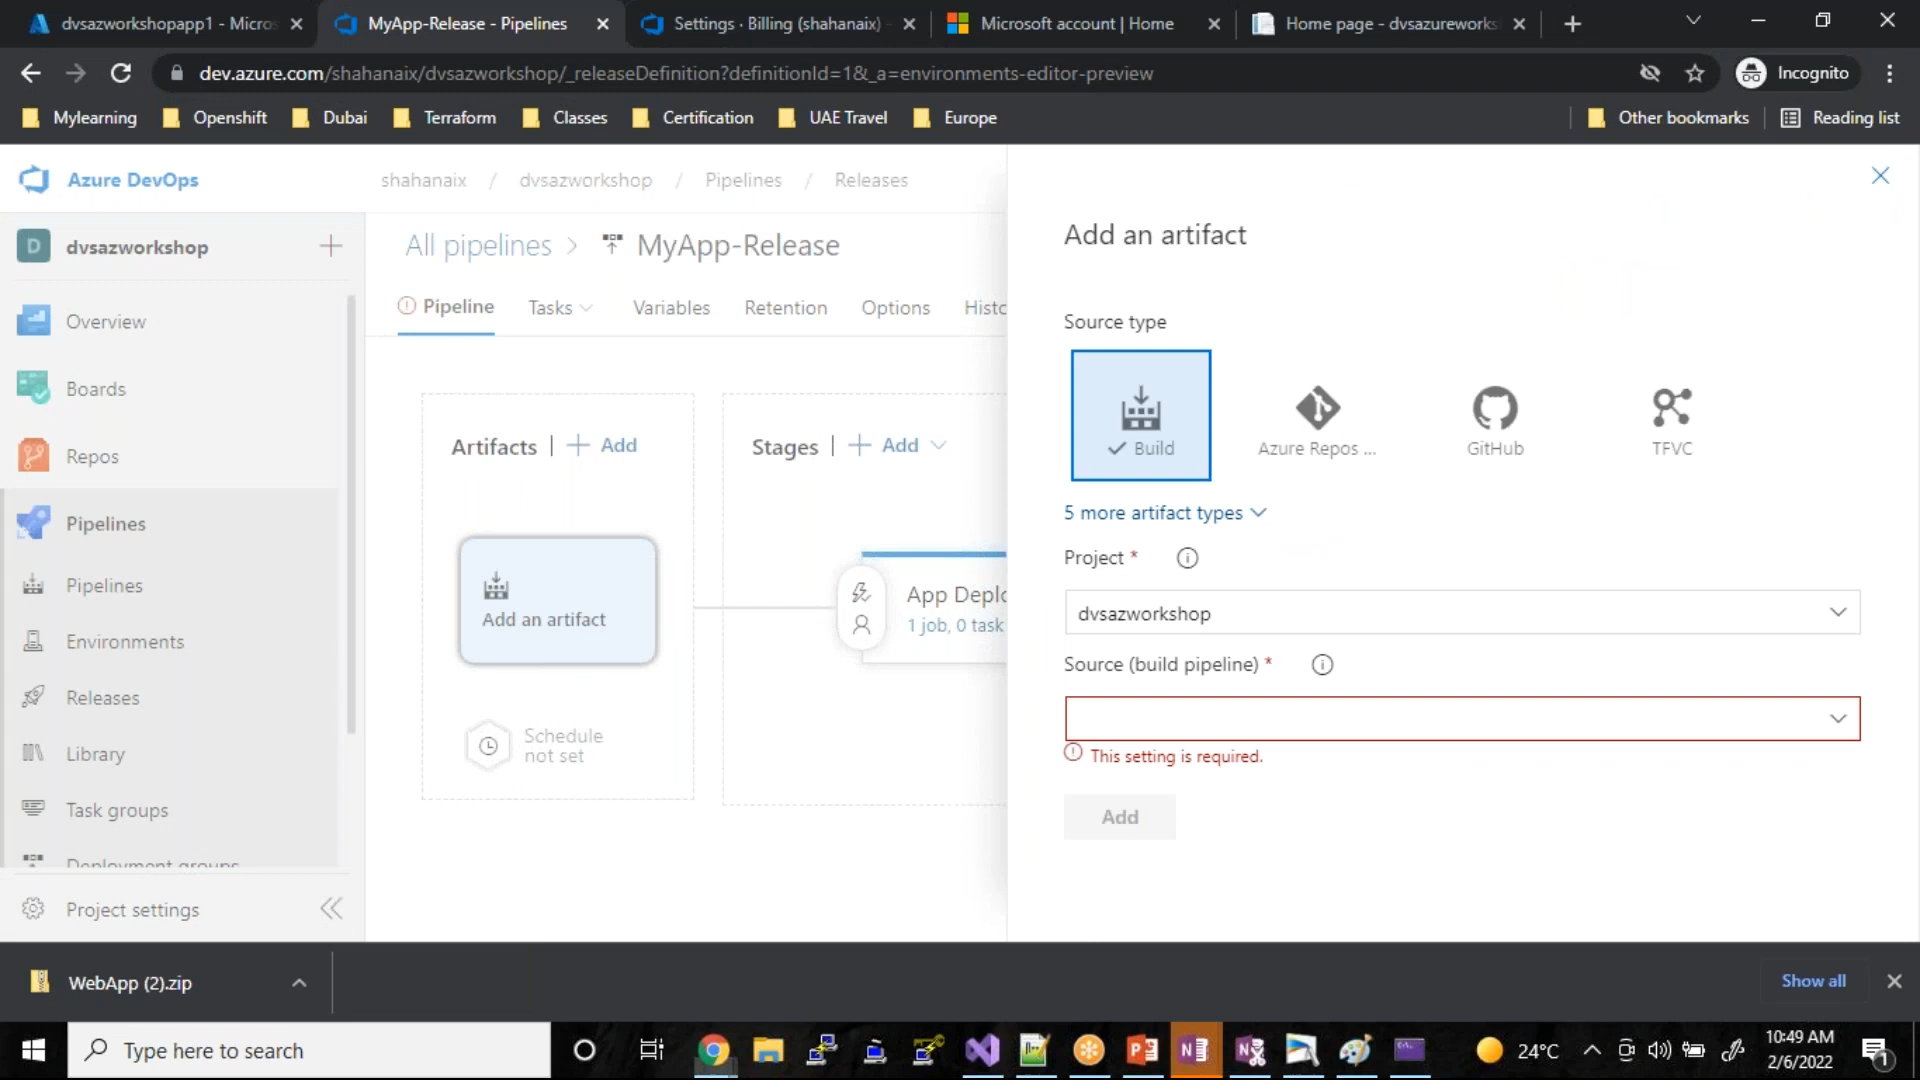 dvsazworkshopapp1 - Micros
MyApp-Release - Pipelines
Settings · Billing (shahanaix) -
Microsoft account | Home
Home page - dvsazureworks
dev.azure.com/shahanaix/dvsazworkshop/_releaseDefinition?definitionId=1&_a=environments-editor-preview
Incognito
Mylearning
Openshift
Dubai
Terraform
Classes
Certification
UAE Travel
Europe
Other bookmarks
Reading list
Azure DevOps
shahanaix / dvsazworkshop / Pipelines / Releases
D
dvsazworkshop
Overview
Boards
Repos
Pipelines
Pipelines
Environments
Releases
Library
Task groups
Deployment groups
Project settings
All pipelines > MyApp-Release
Pipeline
Tasks
Variables
Retention
Options
Histo
Artifacts | + Add
Stages | + Add
Add an artifact
Schedule
not set
App Deplo
1 job, 0 task
Add an artifact
Source type
Build
Azure Repos ...
GitHub
TFVC
5 more artifact types
Project *
dvsazworkshop
Source (build pipeline) *
This setting is required.
Add
WebApp (2).zip
Show all
Type here to search
24°C
10:49 AM
2/6/2022
1